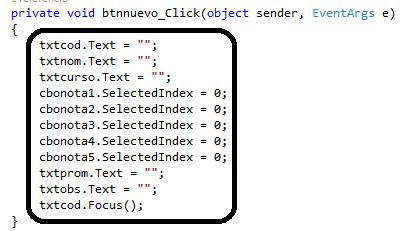 private void btnnuevo_Click(object sender, EventArgs e)
{
txtcod.Text = "";
txtnom.Text = "";
txtcurso.Text = "";
cbonota1.SelectedIndex = 0;
cbonota2.SelectedIndex = 0;
cbonota3.SelectedIndex = 0;
cbonota4.SelectedIndex = 0;
cbonota5.SelectedIndex = 0;
txtprom.Text = "";
txtobs.Text = "";
txtcod.Focus();
}